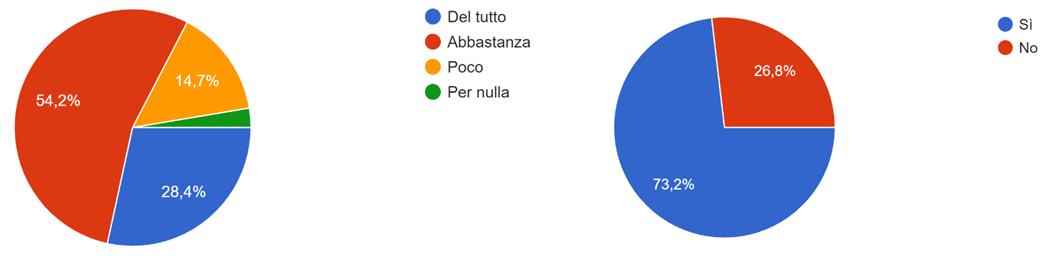 Del tutto
Abbastanza
Poco
Per nulla
14,7%
54,2%
28,4%
Sì
No
26,8%
73,2%